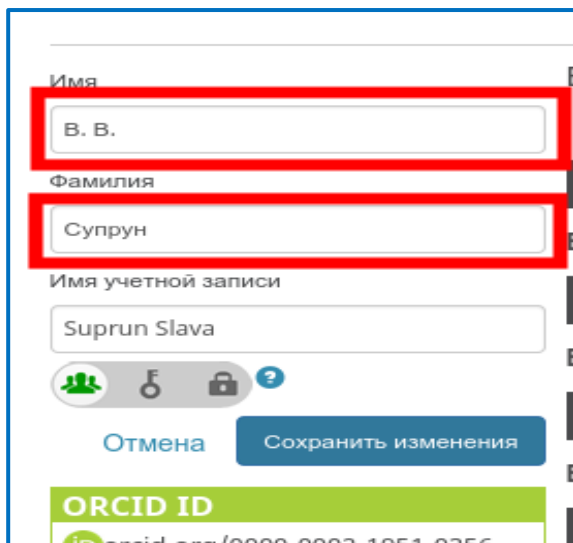 Имя
В. В.
Фамилия
Супрун
Имя учетной записи
Suprun Slava
?
Отмена
Сохранить изменения
ORCID ID